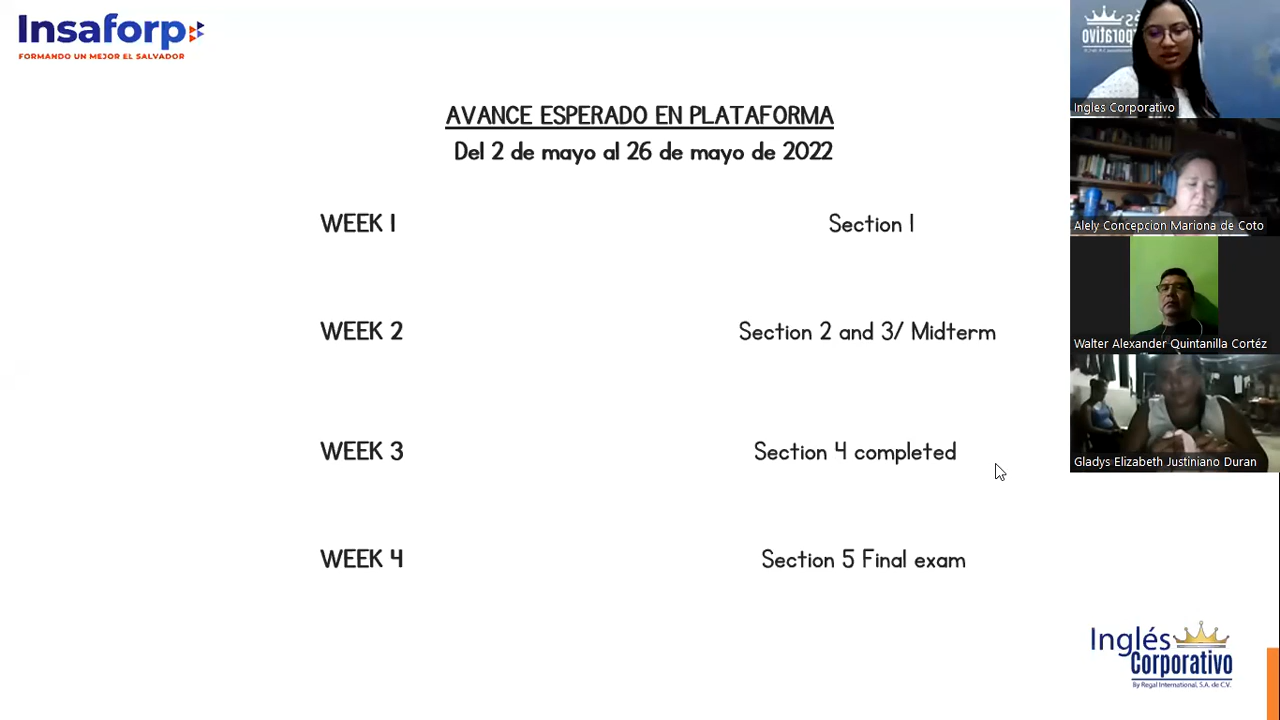 Insaforp
FORMANDO UN MEJOR EL SALVADOR
AVANCE ESPERADO EN PLATAFORMA
Del 2 de mayo al 26 de mayo de 2022
WEEK 1
Section 1
WEEK 2
Section 2 and 3/ Midterm
WEEK 3
Section 4 completed
WEEK 4
Section 5 Final exam
Inglés
Corporativo
By Regal International, S.A. de C.V.
Corporativo
Ingles Corporativo
Alely Concepcion Mariona de Coto
Walter Alexander Quintanilla Cortéz
Gladys Elizabeth Justiniano Duran